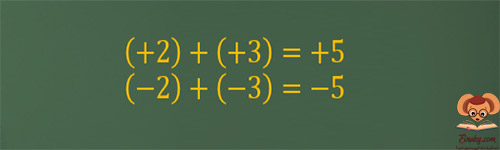 (+2) + (+3) = +5
(−2) + (−3) = −5